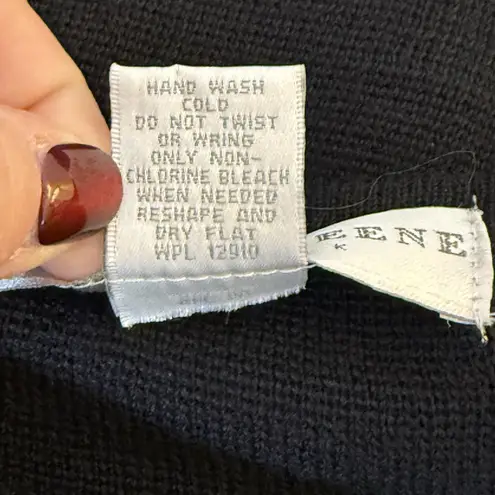 HAND WASH
COLD
DO NOT TWIST
OR WRING
ONLY NON-
CHLORINE BLEACH
WHEN NEEDED
RESHAPE AND
DRY FLAT
WPL 12910